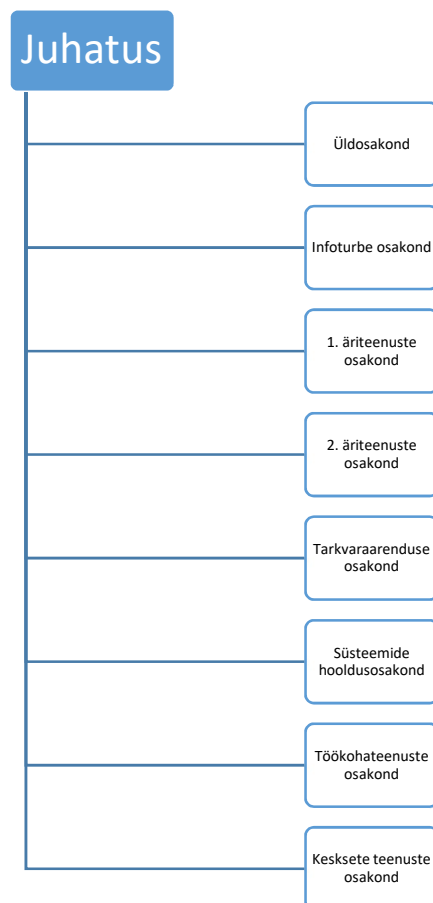 Juhatus
Üldosakond
Infoturbe osakond
1. äriteenuste
osakond
2. äriteenuste
osakond
Tarkvaraarenduse
osakond
Süsteemide
hooldusosakond
Töökohateenuste
osakond
Kesksete teenuste
osakond